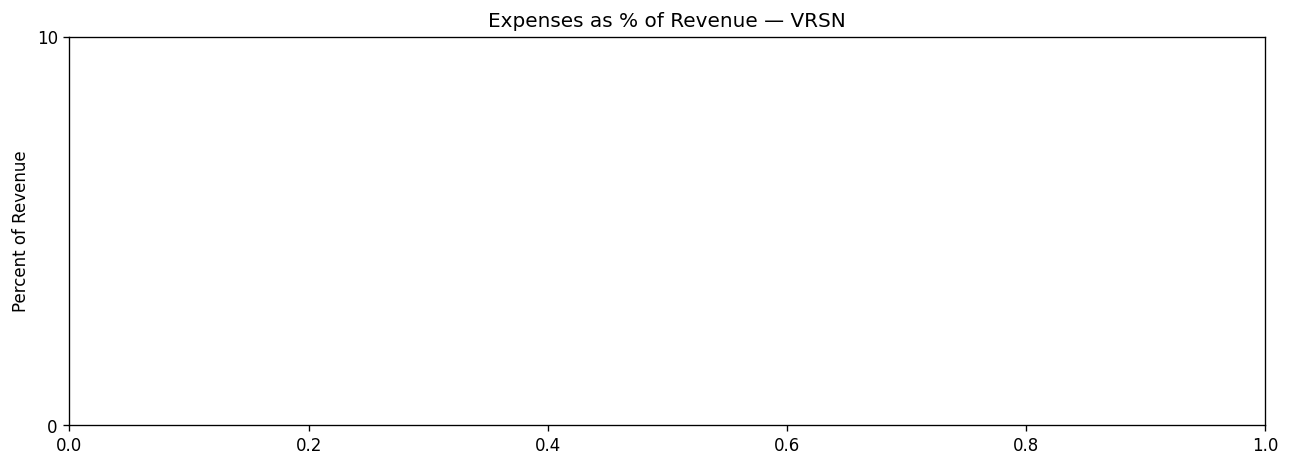 Expenses as % of Revenue — VRSN
10
Percent of Revenue
0
0.0 0.2 0.4 0.6 0.8 1.0